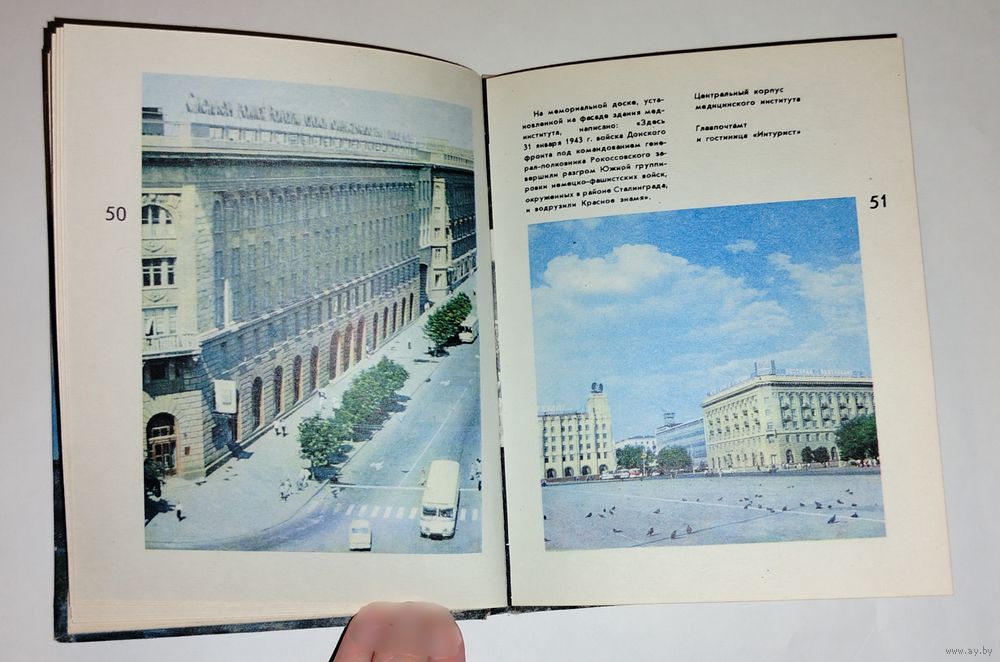 50
На мемориальной доске, уста-
новленной на фасаде здания мед-
института, написано: «Здесь
31 января 1943 г. войска Донского
фронта под командованием гене-
рал-полковника Рокоссовского за-
вершили разгром Южной группи-
ровки немецко-фашистских войск,
окруженных в районе Сталинграда,
и водрузили Красное знамя».
Центральный корпус
медицинского института
Главпочтамт
и гостиница «Интурист»
51
www.ay.by